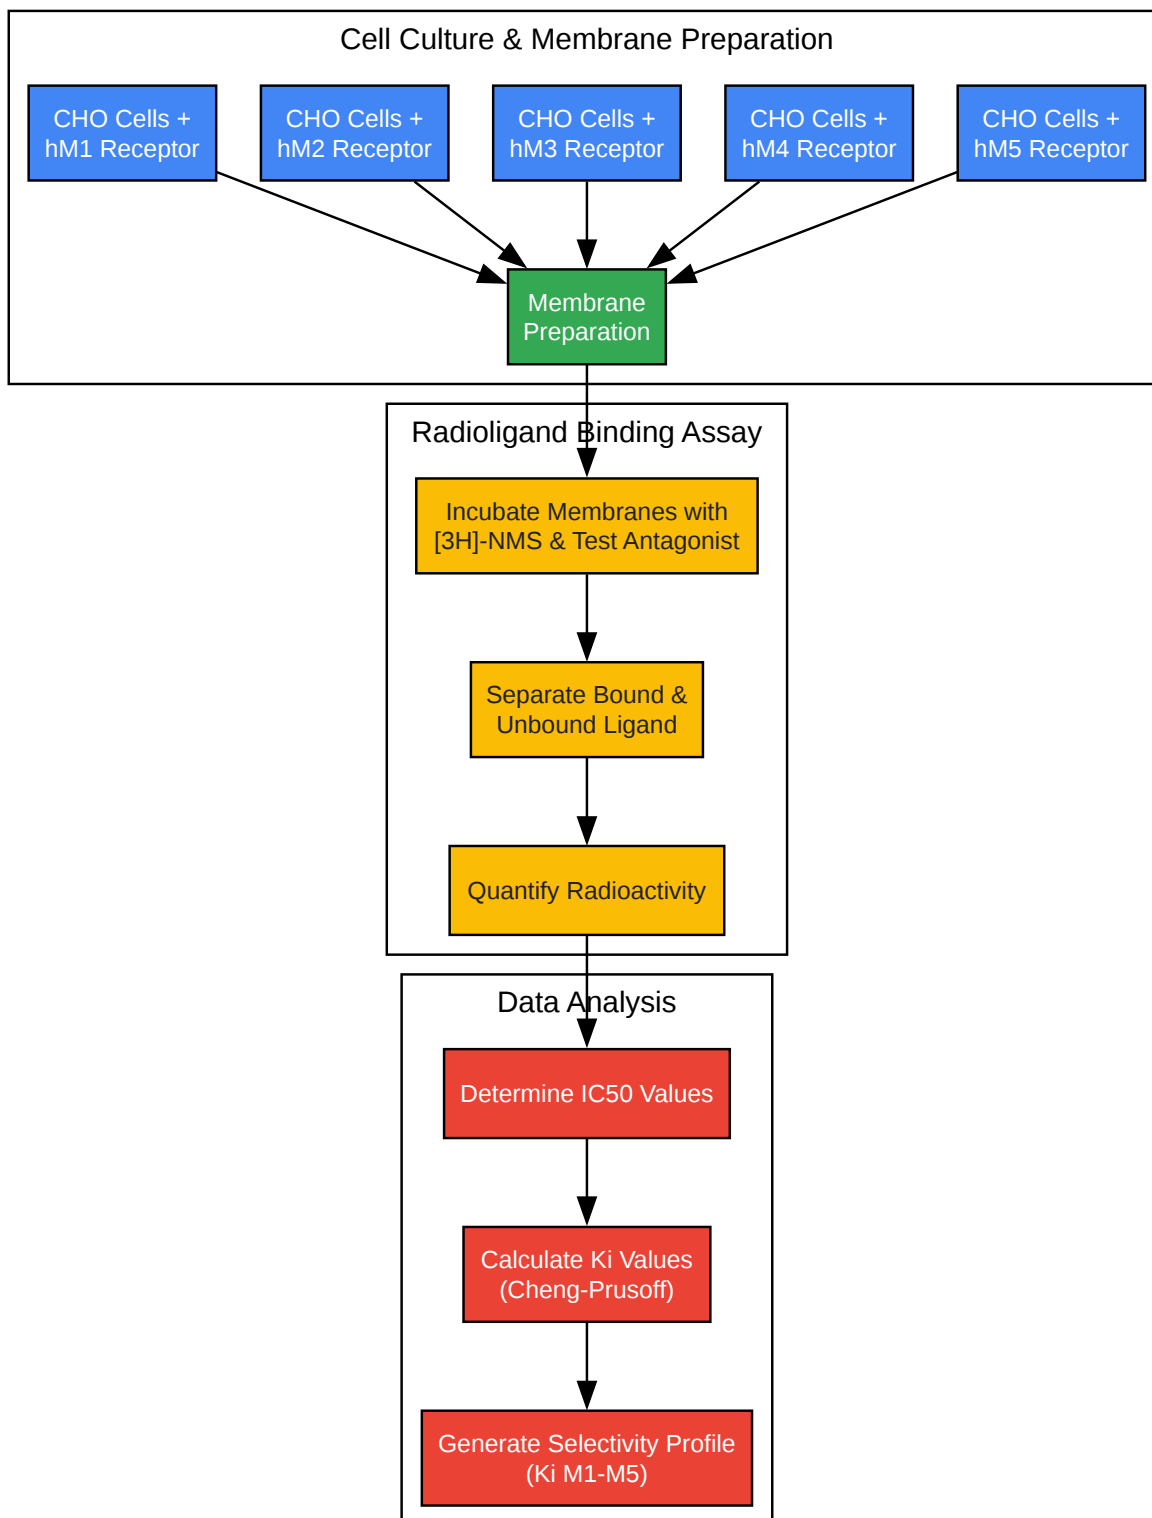 Cell Culture & Membrane Preparation
CHO Cells +
hM1 Receptor
CHO Cells +
hM2 Receptor
CHO Cells +
hM3 Receptor
CHO Cells +
hM4 Receptor
CHO Cells +
hM5 Receptor
Membrane
Preparation
Radioligand Binding Assay
Incubate Membranes with
[3H]-NMS & Test Antagonist
Separate Bound &
Unbound Ligand
Quantify Radioactivity
Data Analysis
Determine IC50 Values
Calculate Ki Values
(Cheng-Prusoff)
Generate Selectivity Profile
(Ki M1-M5)